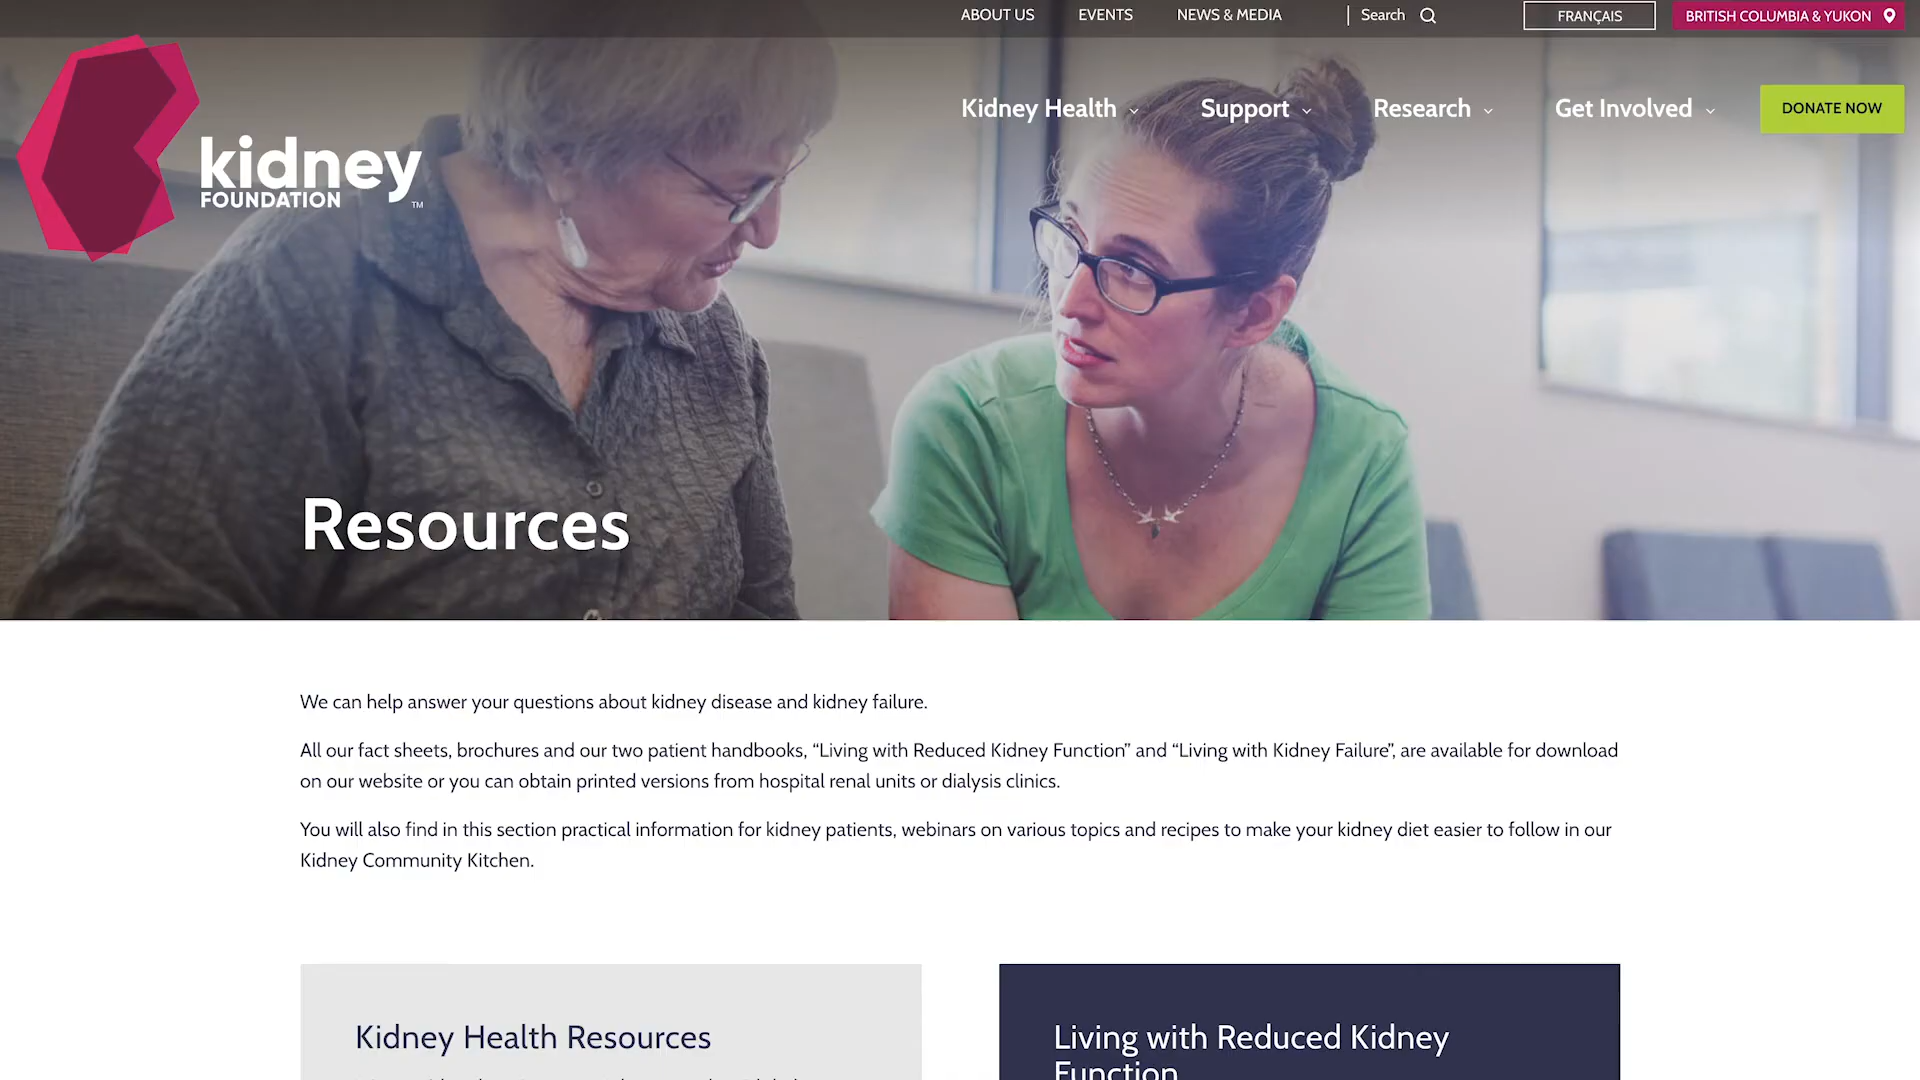 ABOUT US
EVENTS
NEWS & MEDIA
Search
FRANÇAIS
BRITISH COLUMBIA & YUKON
Kidney Health
Support
Research
Get Involved
DONATE NOW
kidney
FOUNDATION
TM
Resources
We can help answer your questions about kidney disease and kidney failure.
All our fact sheets, brochures and our two patient handbooks, “Living with Reduced Kidney Function” and “Living with Kidney Failure”, are available for download
on our website or you can obtain printed versions from hospital renal units or dialysis clinics.
You will also find in this section practical information for kidney patients, webinars on various topics and recipes to make your kidney diet easier to follow in our
Kidney Community Kitchen.
Kidney Health Resources
Living with Reduced Kidney
Function